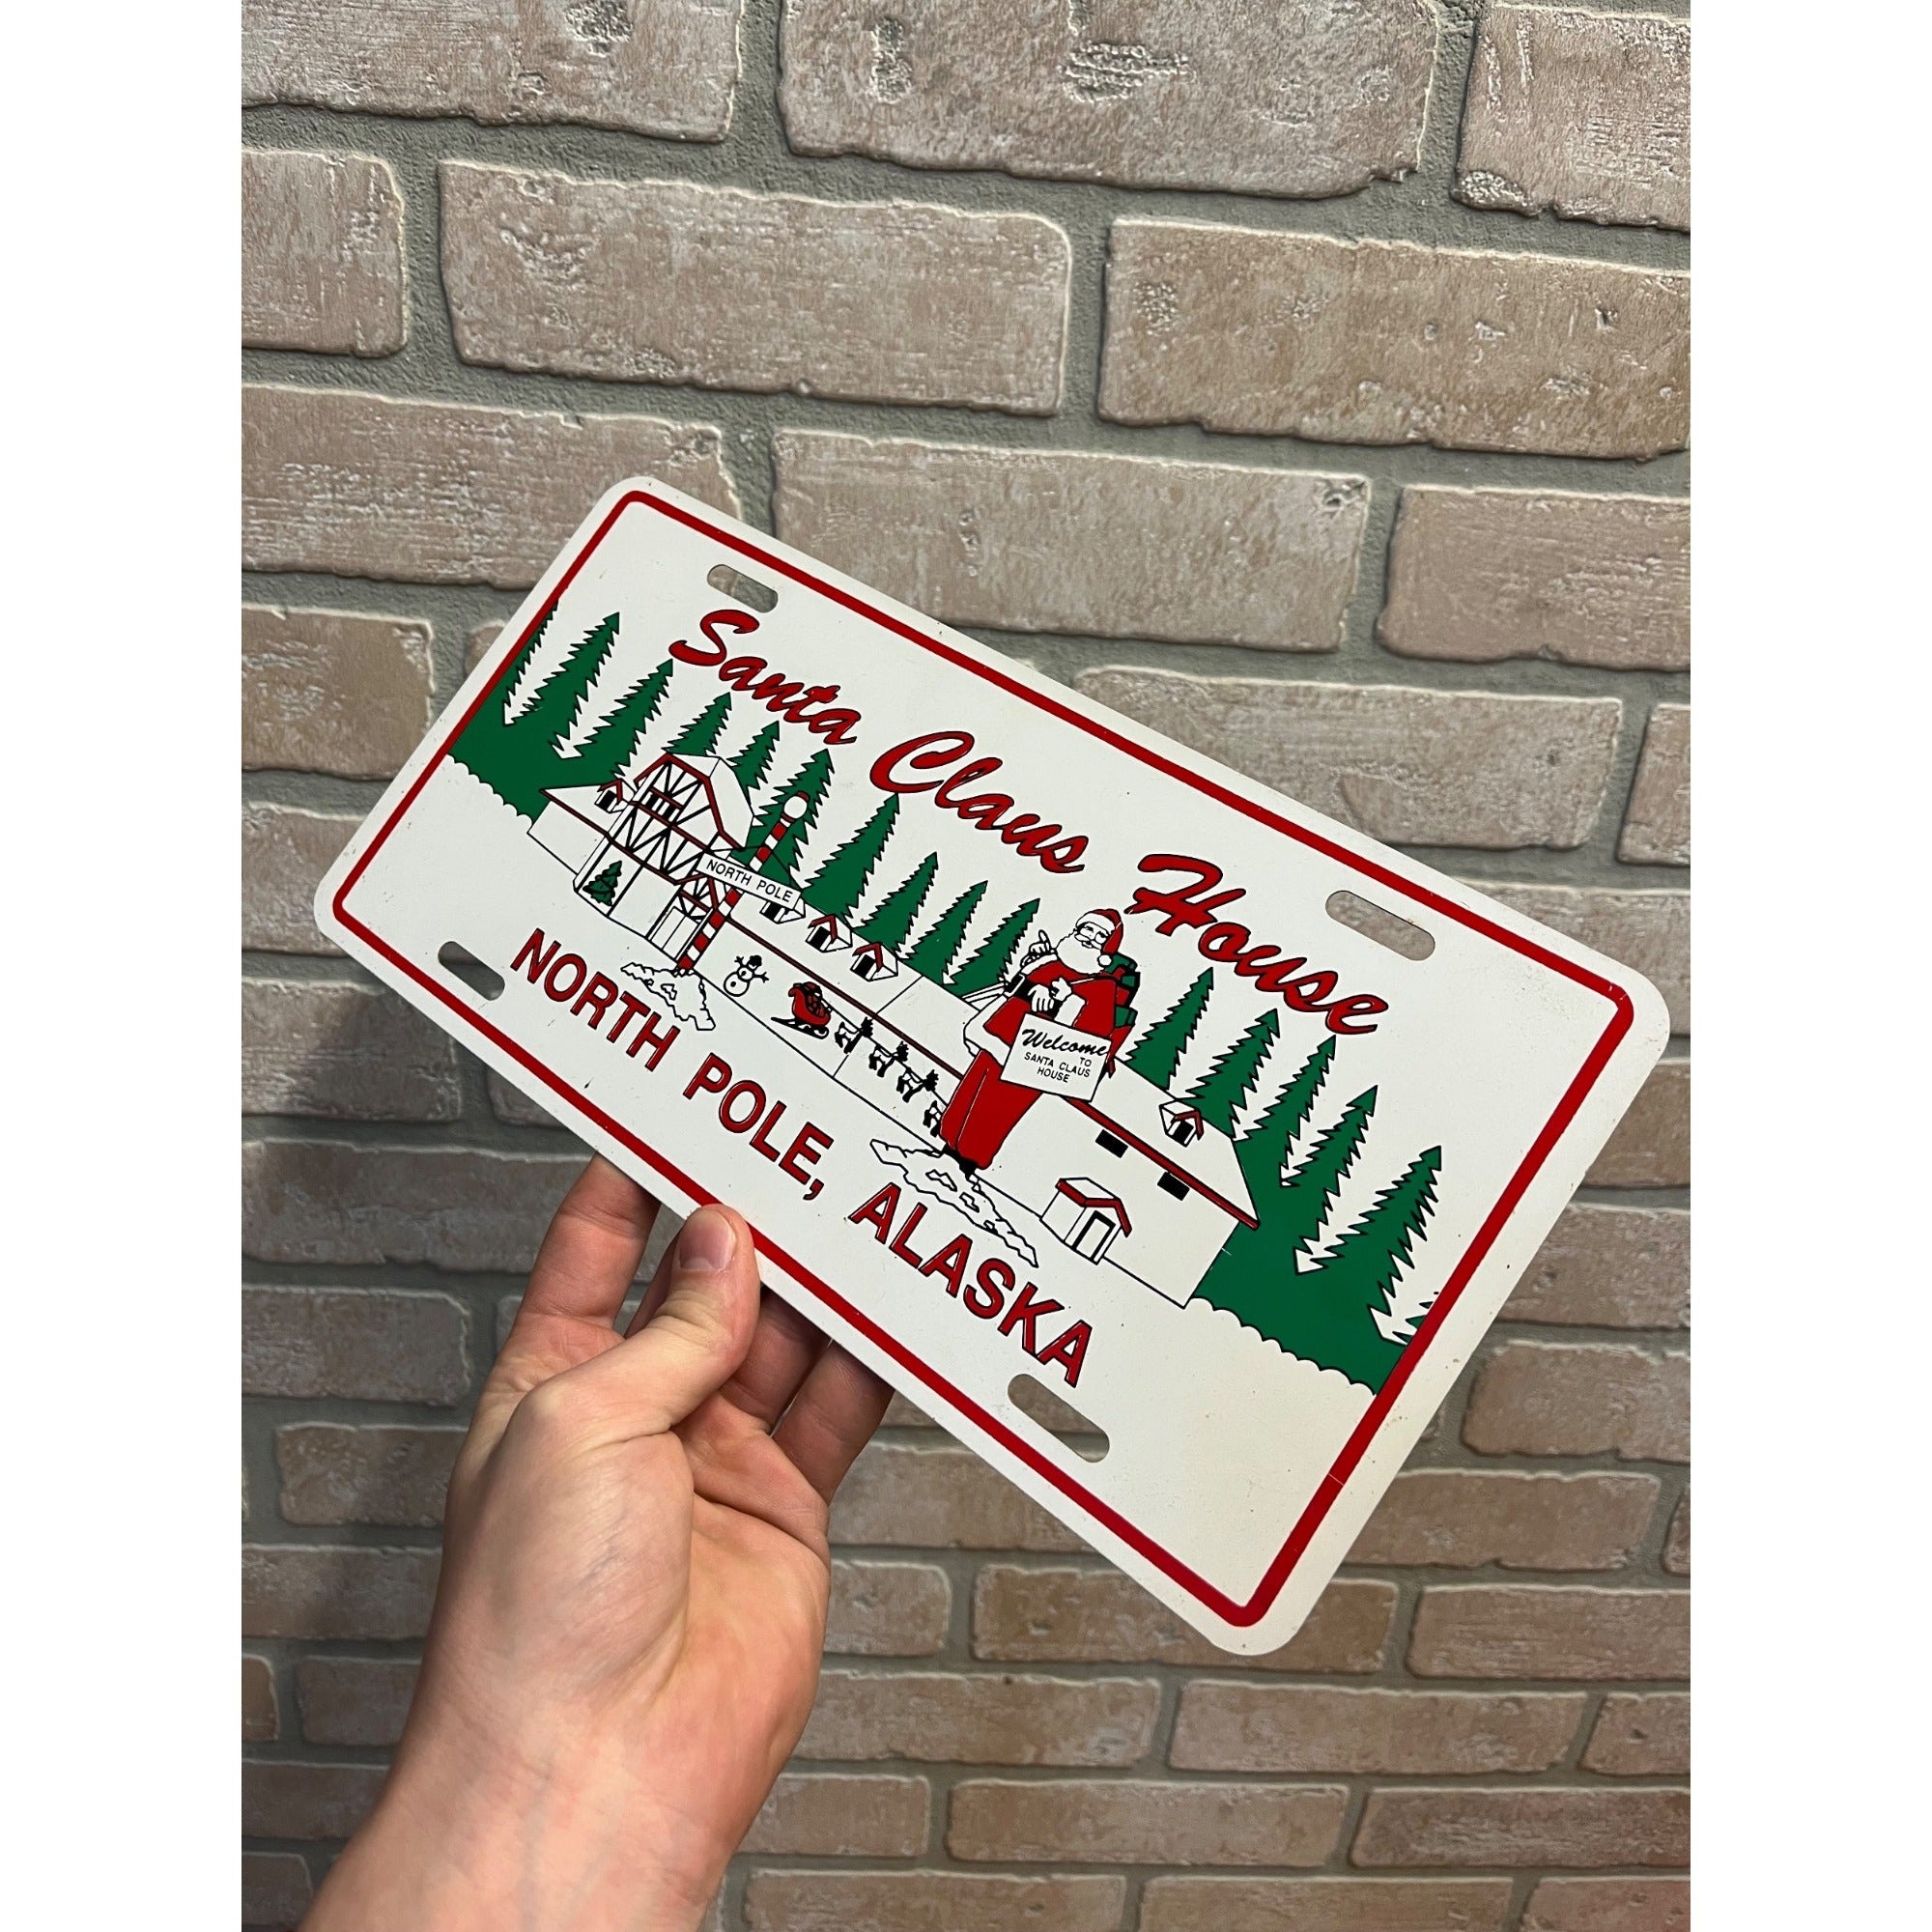 Santa Claus House
NORTH POLE
Welcome
TO
SANTA CLAUS
HOUSE
NORTH POLE, ALASKA